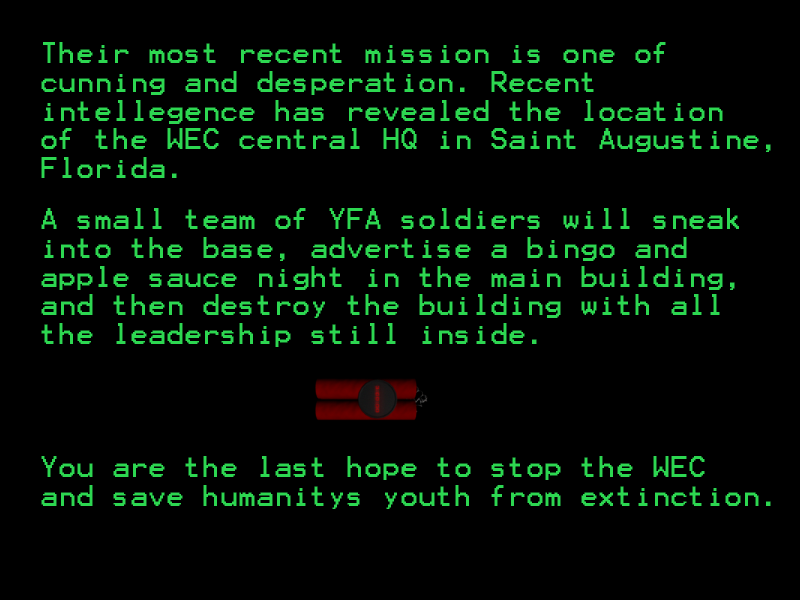 Their most recent mission is one of
cunning and desperation. Recent
intellegence has revealed the location
of the WEC central HQ in Saint Augustine,
Florida.
A small team of YFA soldiers will sneak
into the base, advertise a bingo and
apple sauce night in the main building,
and then destroy the building with all
the leadership still inside.
You are the last hope to stop the WEC
and save humanitys youth from extinction.